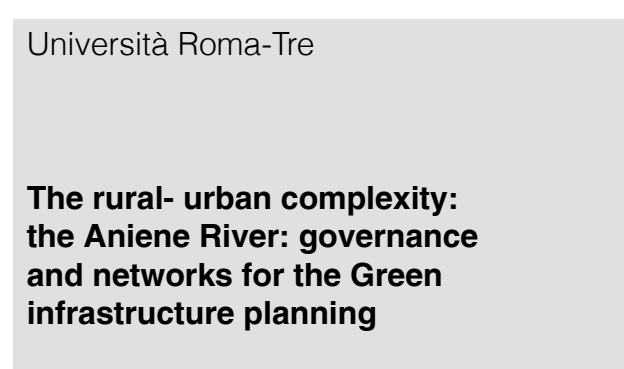 Università Roma-Tre
The rural- urban complexity:
the Aniene River: governance
and networks for the Green
infrastructure planning